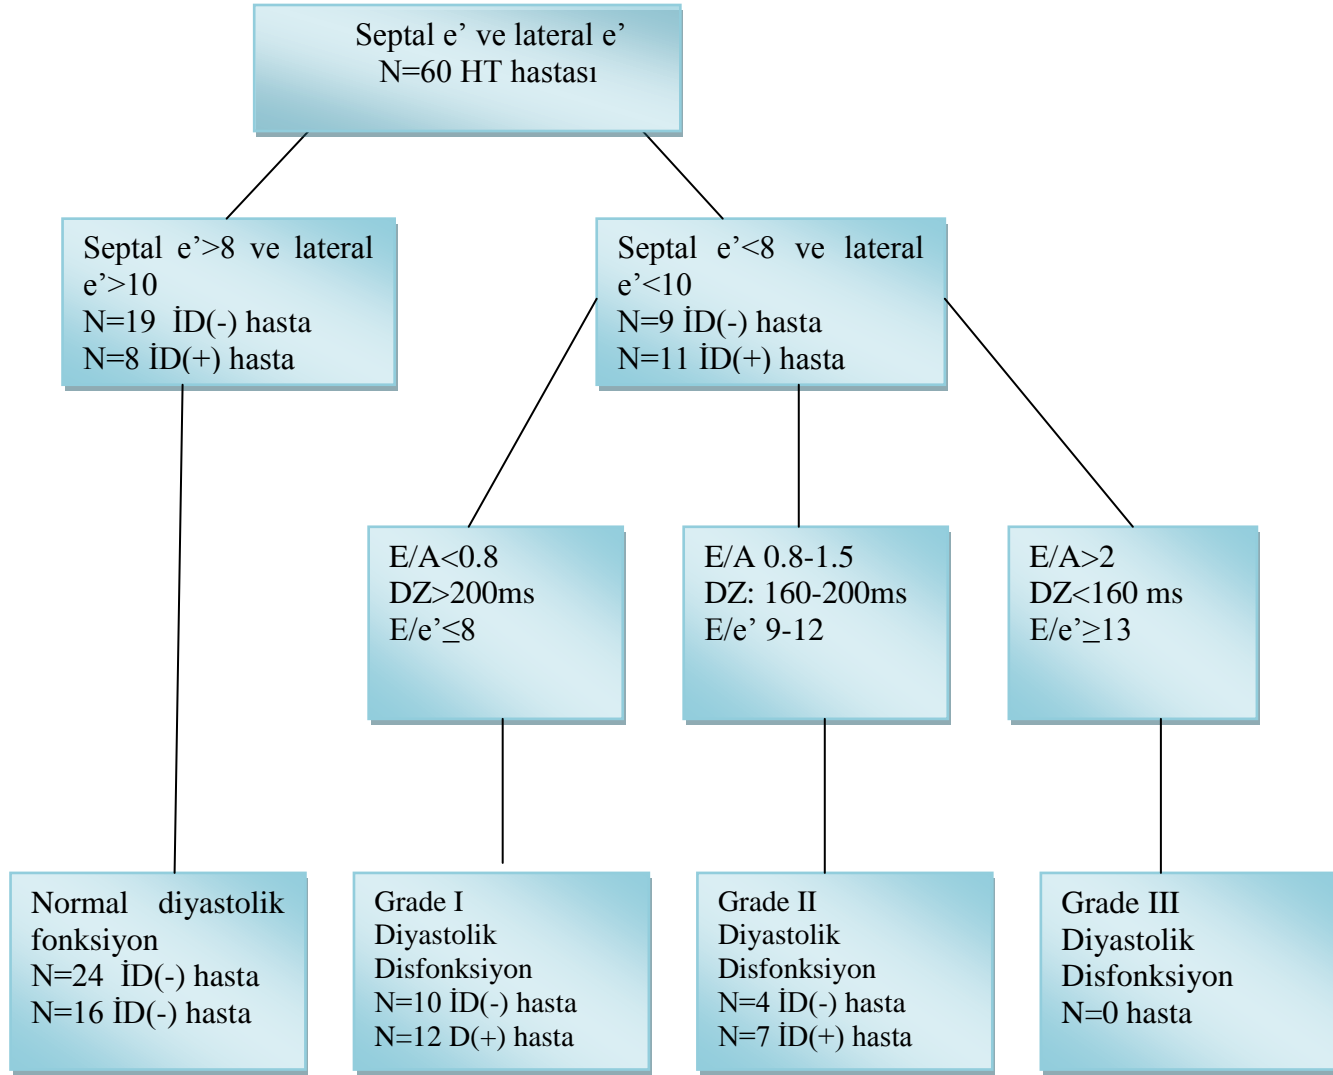 Septal e’ ve lateral e’
N=60 HT hastası
Septal e’>8 ve lateral
e’>10
N=19 İD(-) hasta
N=8 İD(+) hasta
Septal e’<8 ve lateral
e’<10
N=9 İD(-) hasta
N=11 İD(+) hasta
E/A<0.8
DZ>200ms
E/e’≤8
E/A 0.8-1.5
DZ: 160-200ms
E/e’ 9-12
E/A>2
DZ<160 ms
E/e’≥13
Normal diyastolik
fonksiyon
N=24 İD(-) hasta
N=16 İD(-) hasta
Grade I
Diyastolik
Disfonksiyon
N=10 İD(-) hasta
N=12 D(+) hasta
Grade II
Diyastolik
Disfonksiyon
N=4 İD(-) hasta
N=7 İD(+) hasta
Grade III
Diyastolik
Disfonksiyon
N=0 hasta